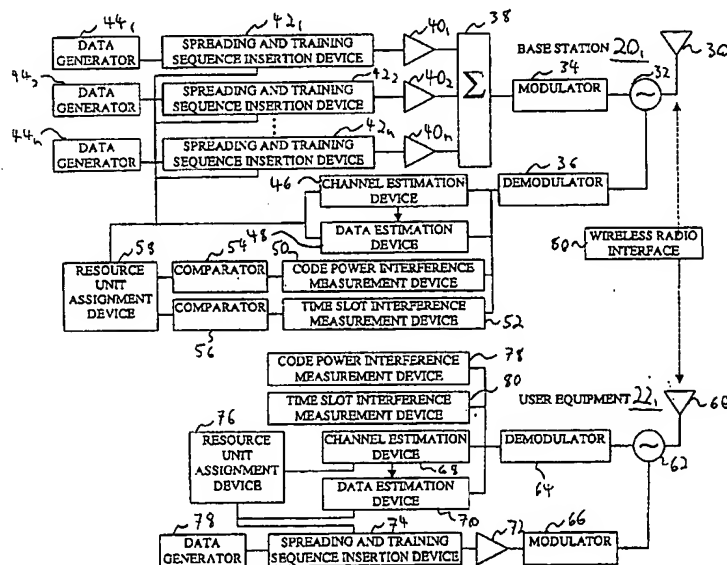 44₁ 42₁ 40₁ 38
DATA GENERATOR
SPREADING AND TRAINING SEQUENCE INSERTION DEVICE
BASE STATION 20₁ 30
44₂ 42₂ 40₂ Σ 34 32
DATA GENERATOR
SPREADING AND TRAINING SEQUENCE INSERTION DEVICE
MODULATOR
44ₙ 42ₙ 40ₙ
DATA GENERATOR
SPREADING AND TRAINING SEQUENCE INSERTION DEVICE
46 36
CHANNEL ESTIMATION DEVICE
DEMODULATOR
48
DATA ESTIMATION DEVICE
60 WIRELESS RADIO INTERFACE
58 54 50
RESOURCE UNIT ASSIGNMENT DEVICE
COMPARATOR
CODE POWER INTERFERENCE MEASUREMENT DEVICE
COMPARATOR
TIME SLOT INTERFERENCE MEASUREMENT DEVICE
56 52
78
CODE POWER INTERFERENCE MEASUREMENT DEVICE
80
TIME SLOT INTERFERENCE MEASUREMENT DEVICE
USER EQUIPMENT 22₁
76
RESOURCE UNIT ASSIGNMENT DEVICE
CHANNEL ESTIMATION DEVICE
DEMODULATOR
68 64 62
DATA ESTIMATION DEVICE
70
78 74 72 66
DATA GENERATOR
SPREADING AND TRAINING SEQUENCE INSERTION DEVICE
MODULATOR